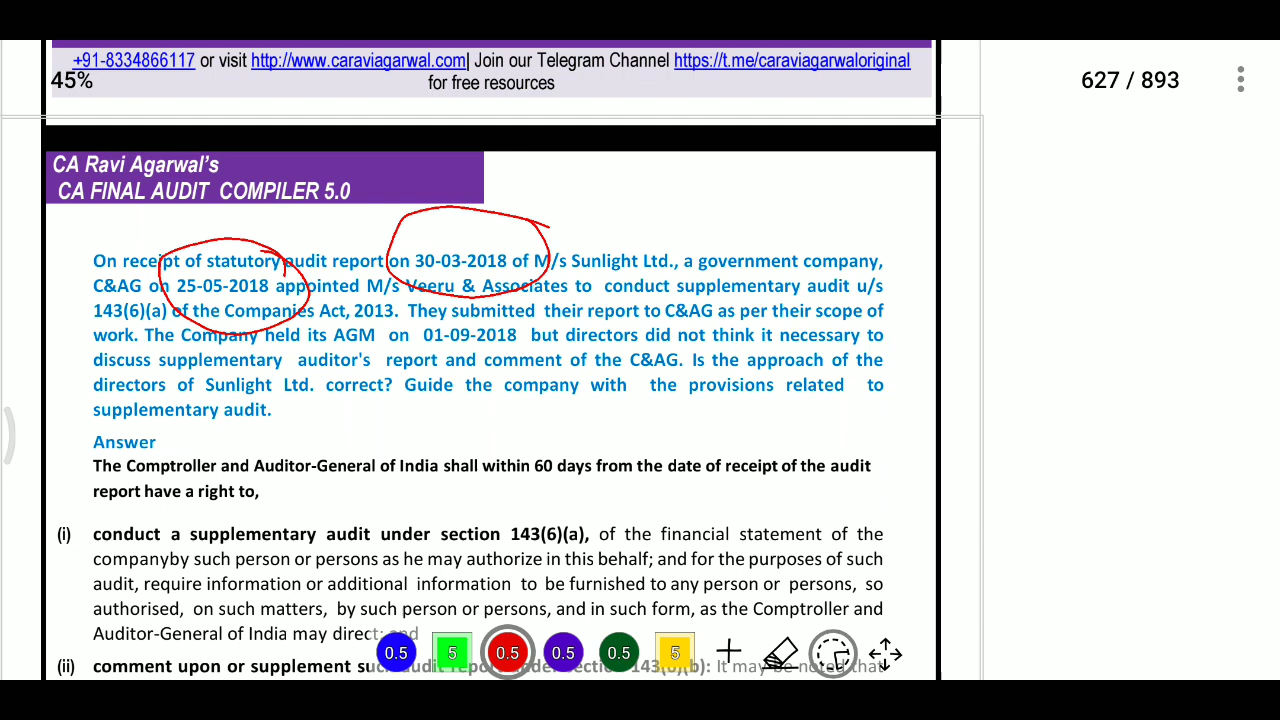 +91-8334866117 or visit http://www.caraviagarwal.com| Join our Telegram Channel https://t.me/caraviagarwaloriginal
for free resources
45%
627 / 893
CA Ravi Agarwal's
CA FINAL AUDIT COMPILER 5.0
On receipt of statutory audit report on 30-03-2018 of M/s Sunlight Ltd., a government company,
C&AG on 25-05-2018 appointed M/s Veeru & Associates to conduct supplementary audit u/s
143(6)(a) of the Companies Act, 2013. They submitted their report to C&AG as per their scope of
work. The Company held its AGM on 01-09-2018 but directors did not think it necessary to
discuss supplementary auditor's report and comment of the C&AG. Is the approach of the
directors of Sunlight Ltd. correct? Guide the company with the provisions related to
supplementary audit.
Answer
The Comptroller and Auditor-General of India shall within 60 days from the date of receipt of the audit
report have a right to,
(i) conduct a supplementary audit under section 143(6)(a), of the financial statement of the
companyby such person or persons as he may authorize in this behalf; and for the purposes of such
audit, require information or additional information to be furnished to any person or persons, so
authorised, on such matters, by such person or persons, and in such form, as the Comptroller and
Auditor-General of India may direct; and
(ii) comment upon or supplement such audit report under section 143(6)(b): It may be noted that
0.5 5 0.5 0.5 0.5 5